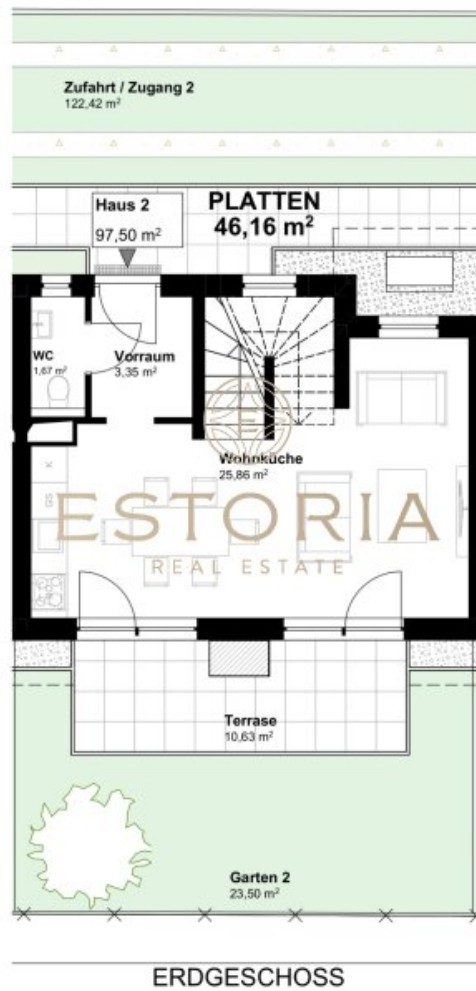 Zufahrt / Zugang 2
122,42 m²
Haus 2
97,50 m²
PLATTEN
46,16 m²
WC
1,67 m²
Vorraum
3,35 m²
Wohnküche
25,86 m²
K
GS
ESTORIA
REAL ESTATE
Terrasse
10,63 m²
Garten 2
23,50 m²
ERDGESCHOSS